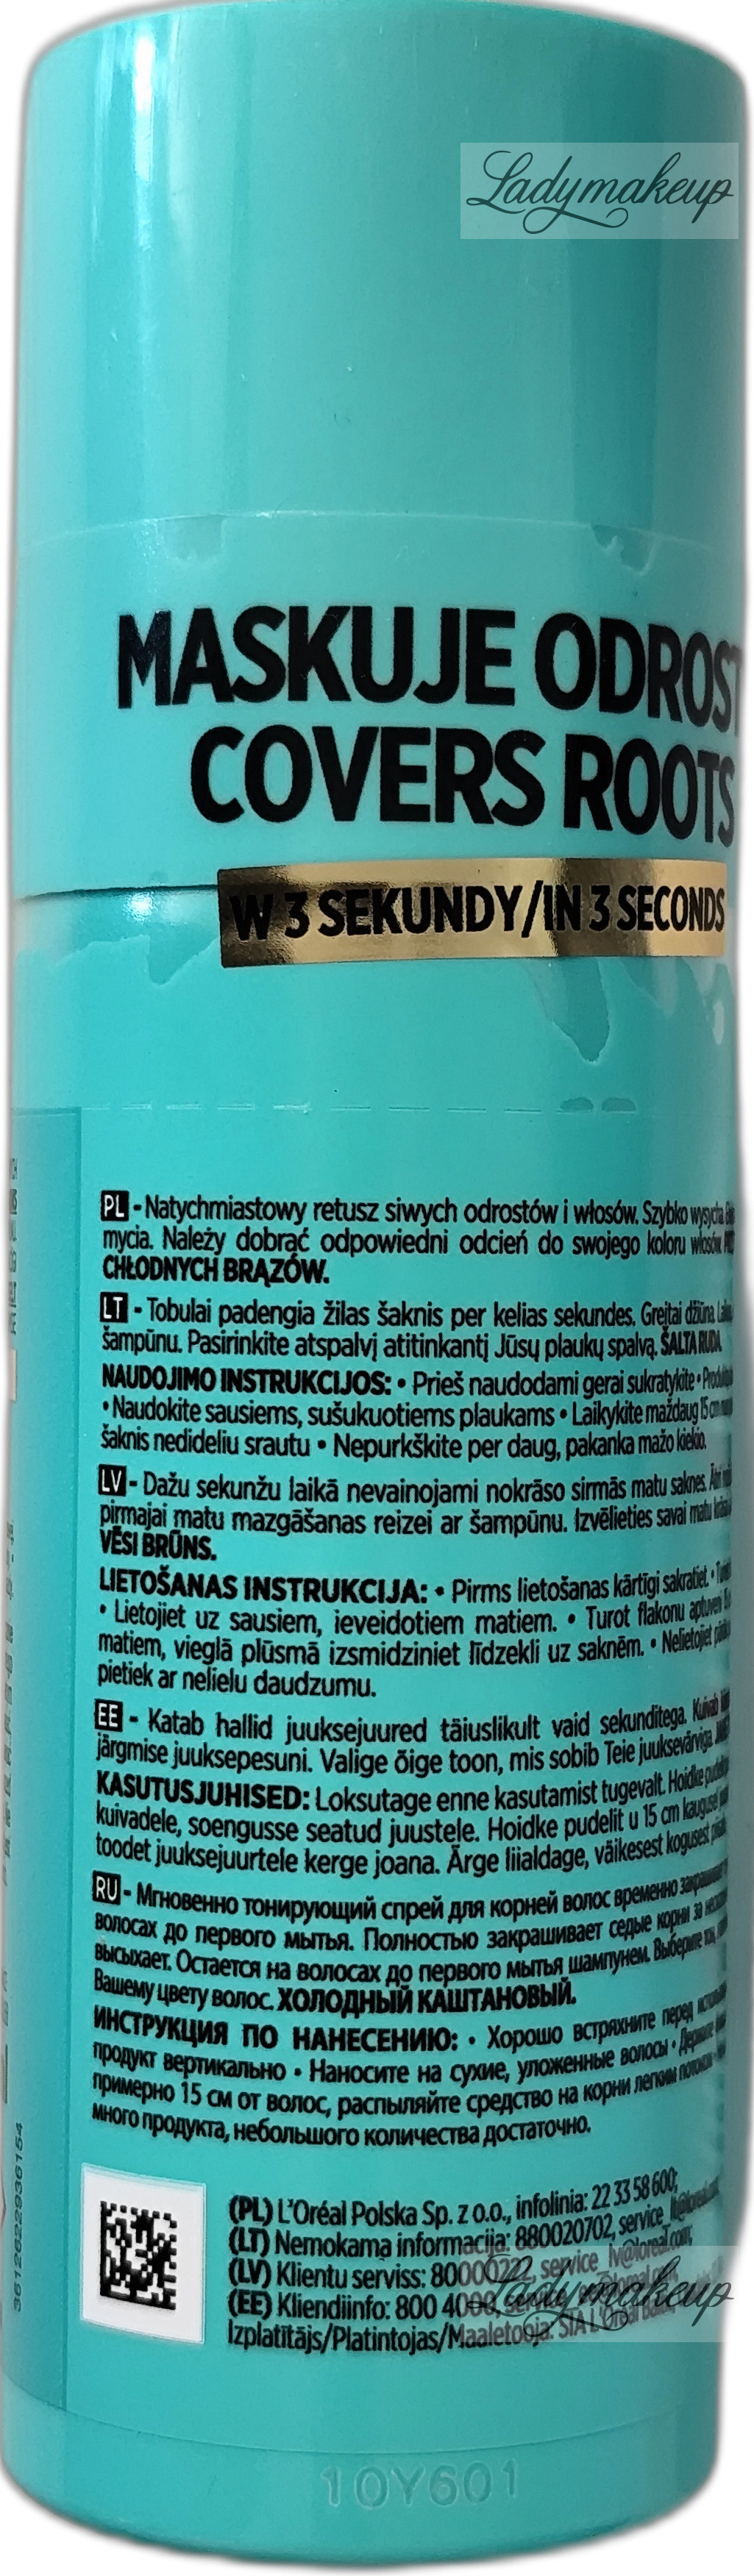 Ladymakeup
MASKUJE
COVERS ROOTS
W 3 SEKUNDY/IN 3 SECONDS
PL - Natychmiastowy retusz siwych odrostów i włosów. Szybko wysycha.
mycia. Należy dobrać odpowiedni odcień do swojego koloru włosów.
CHŁODNYCH BRĄZÓW.
LT - Tobulai padengia žilas šaknis per kelias sekundes. Greitai džiūna.
šampūnu. Pasirinkite atspalvį atitinkantį Jūsų plaukų spalvą. ŠALTA RUDA.
NAUDOJIMO INSTRUKCIJOS: • Prieš naudodami gerai sukratykite •
• Naudokite sausiems, sušukuotiems plaukams • Laikykite maždaug 15 cm
šaknis nedideliu srautu • Nepurkškite per daug, pakanka mažo kiekio.
LV - Dažu sekunžu laikā nevainojami nokrāso sirmās matu saknes. Ātri
pirmajai matu mazgāšanas reizei ar šampūnu. Izvēlieties savai matu
VĒSI BRŪNS.
LIETOŠANAS INSTRUKCIJA: • Pirms lietošanas kārtīgi sakratiet. •
• Lietojiet uz sausiem, ieveidotiem matiem. • Turot flakonu aptuveni
matiem, vieglā plūsmā izsmidziniet līdzekli uz saknēm. • Nelietojiet
pietiek ar nelielu daudzumu.
EE - Katab hallid juuksejuured täiuslikult vaid sekunditega. Kuivab
järgmise juuksepesuni. Valige õige toon, mis sobib Teie juuksevärviga.
KASUTUSJUHISED: Loksutage enne kasutamist tugevalt. Hoidke
kuivadele, soengusse seatud juustele. Hoidke pudelit u 15 cm kaugusel
toodet juuksejuurtele kerge joana. Ärge liialdage, väikesest kogusest
RU - Мгновенно тонирующий спрей для корней волос временно
волосах до первого мытья. Полностью закрашивает седые корни за
высыхает. Остается на волосах до первого мытья шампунем. Выберите
Вашему цвету волос. ХОЛОДНЫЙ КАШТАНОВЫЙ.
ИНСТРУКЦИЯ ПО НАНЕСЕНИЮ: • Хорошо встряхните перед
продукт вертикально • Наносите на сухие, уложенные волосы •
примерно 15 см от волос, распыляйте средство на корни легким потоком •
много продукта, небольшого количества достаточно.
(PL) L'Oréal Polska Sp. z o.o., infolinia: 22 33 58 600;
(LT) Nemokama informacija: 880020702,
(LV) Klientu serviss: 80000222,
(EE) Kliendiinfo: 800 4000,
Izplatītājs/Platintojas/Maaletooja: SIA
Ladymakeup
3612622936154
10Y601